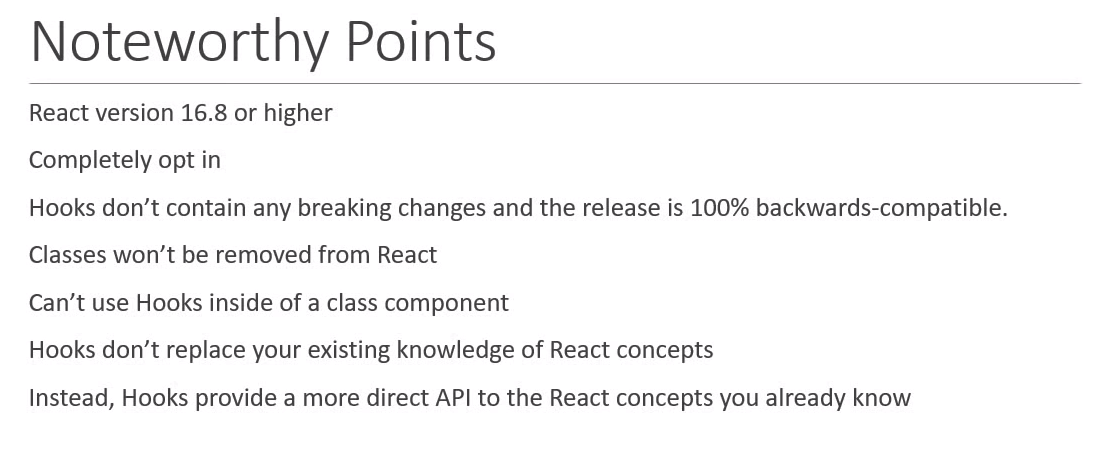 Noteworthy Points
React version 16.8 or higher
Completely opt in
Hooks don’t contain any breaking changes and the release is 100% backwards-compatible.
Classes won’t be removed from React
Can’t use Hooks inside of a class component
Hooks don’t replace your existing knowledge of React concepts
Instead, Hooks provide a more direct API to the React concepts you already know